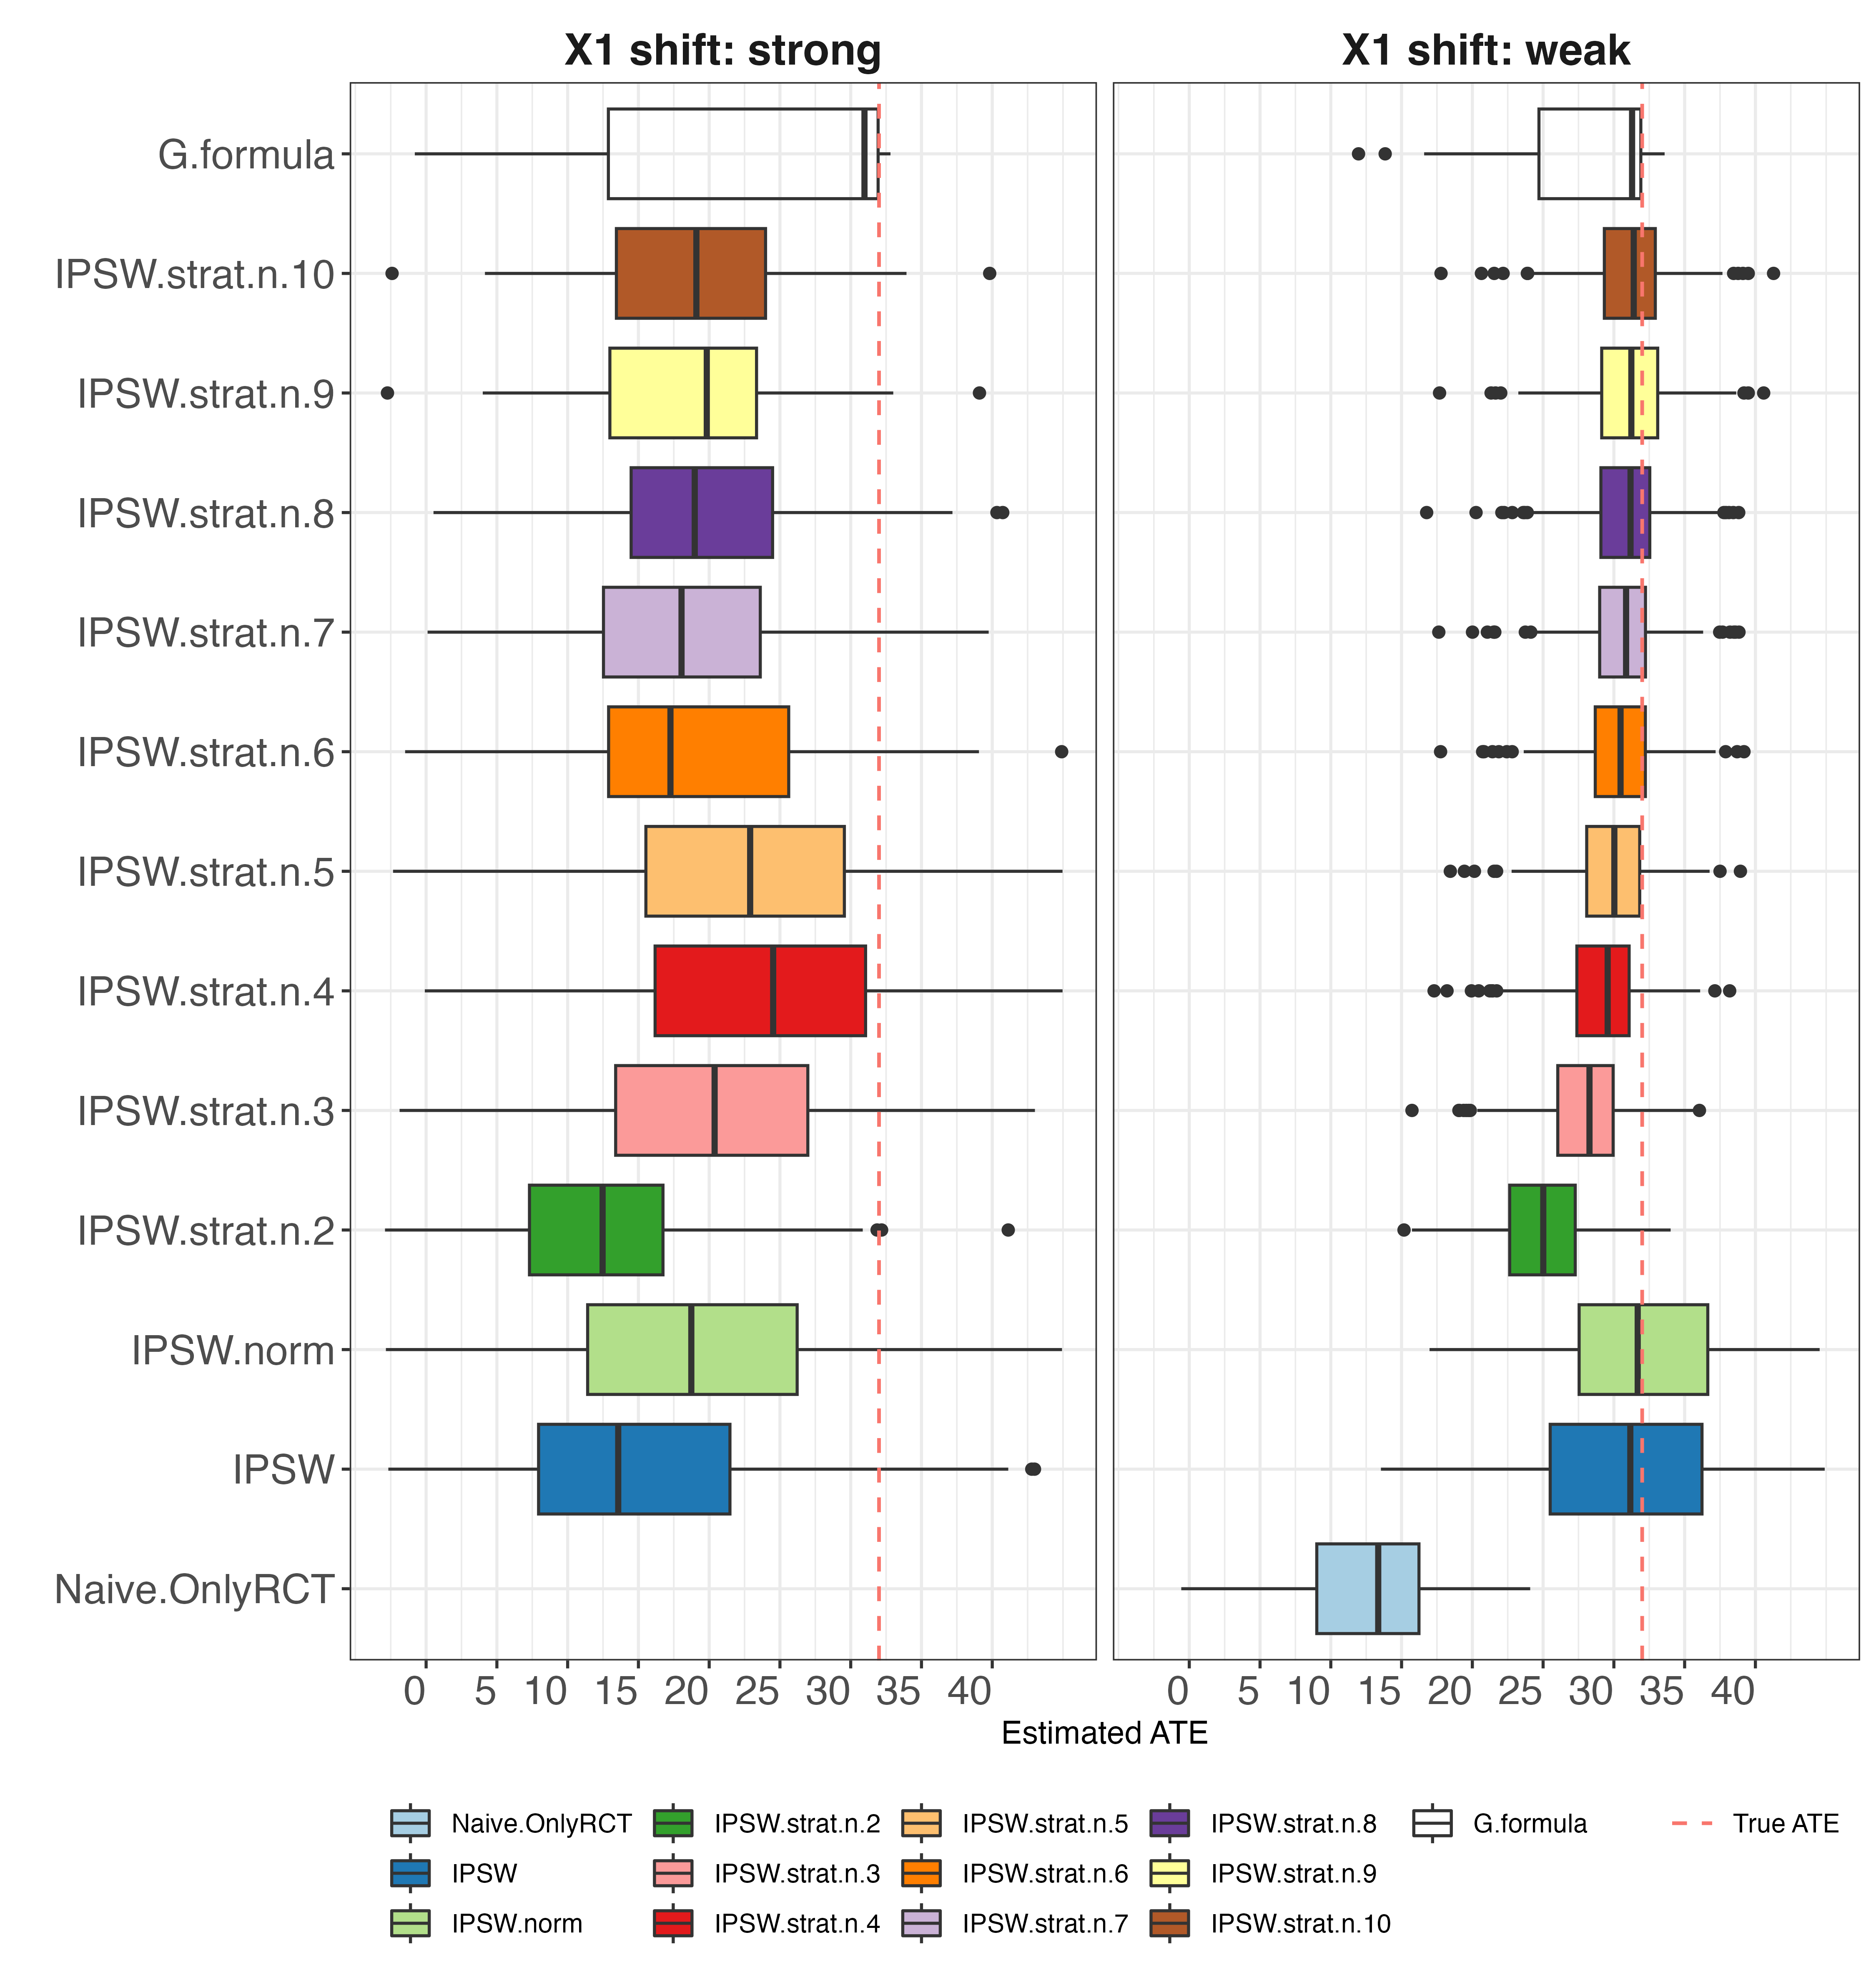 X1 shift: strong
X1 shift: weak
G.formula
IPSW.strat.n.10
IPSW.strat.n.9
IPSW.strat.n.8
IPSW.strat.n.7
IPSW.strat.n.6
IPSW.strat.n.5
IPSW.strat.n.4
IPSW.strat.n.3
IPSW.strat.n.2
IPSW.norm
IPSW
Naive.OnlyRCT
0 5 10 15 20 25 30 35 40
0 5 10 15 20 25 30 35 40
Estimated ATE
Naive.OnlyRCT IPSW.strat.n.2 IPSW.strat.n.5 IPSW.strat.n.8 G.formula True ATE
IPSW IPSW.strat.n.3 IPSW.strat.n.6 IPSW.strat.n.9
IPSW.norm IPSW.strat.n.4 IPSW.strat.n.7 IPSW.strat.n.10